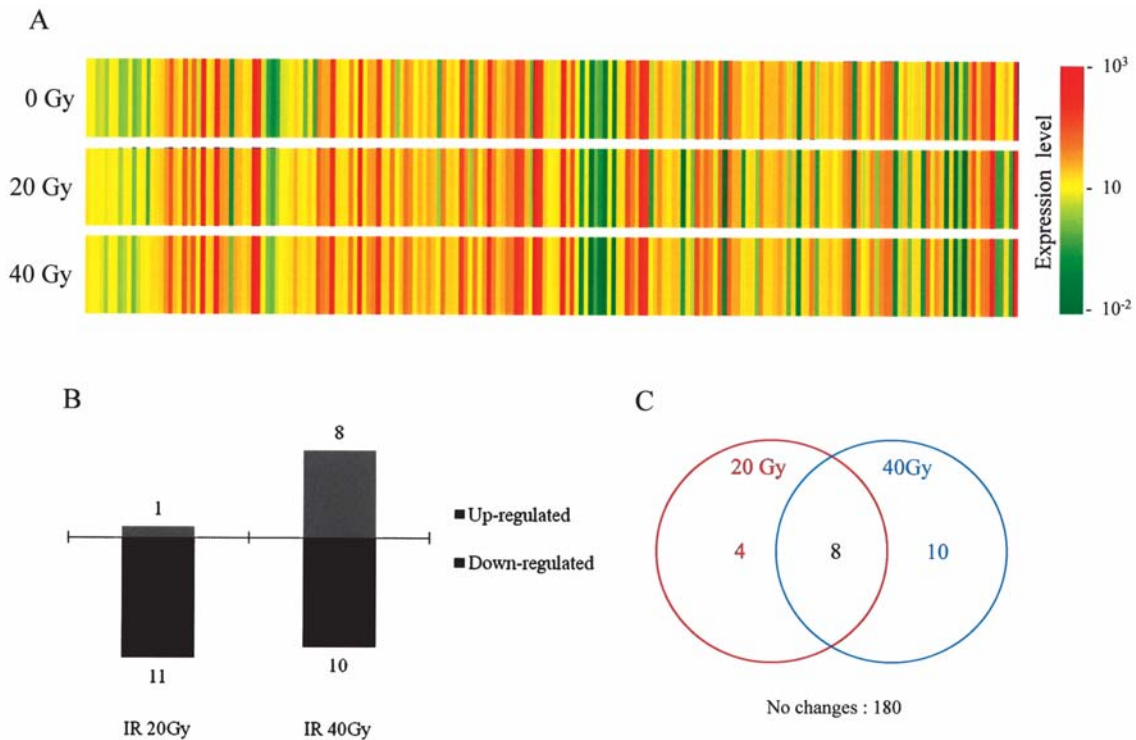 A
0 Gy
20 Gy
40 Gy
Expression level
10³
10
10⁻²
B
8
1
Up-regulated
Down-regulated
11
10
IR 20Gy
IR 40Gy
C
20 Gy
40Gy
4
8
10
No changes : 180